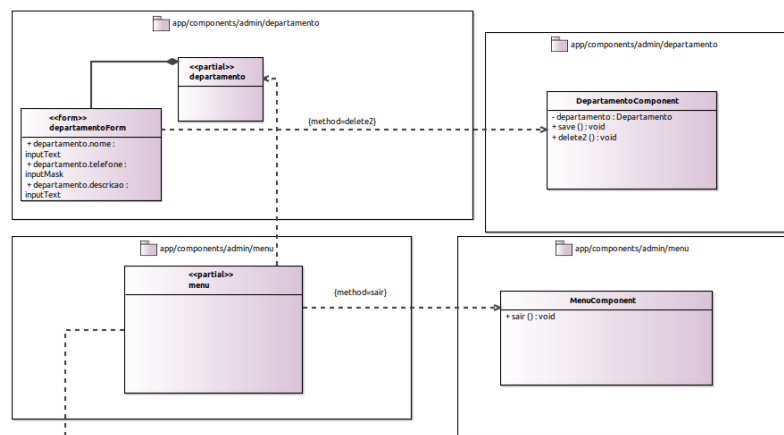 app/components/admin/departamento
<<partial>>
departamento
<<form>>
departamentoForm
+ departamento.nome :
inputText
+ departamento.telefone :
inputMask
+ departamento.descricao :
inputText
{method=delete2}
app/components/admin/departamento
DepartamentoComponent
- departamento : Departamento
+ save () : void
+ delete2 () : void
app/components/admin/menu
<<partial>>
menu
{method=sair}
app/components/admin/menu
MenuComponent
+ sair () : void